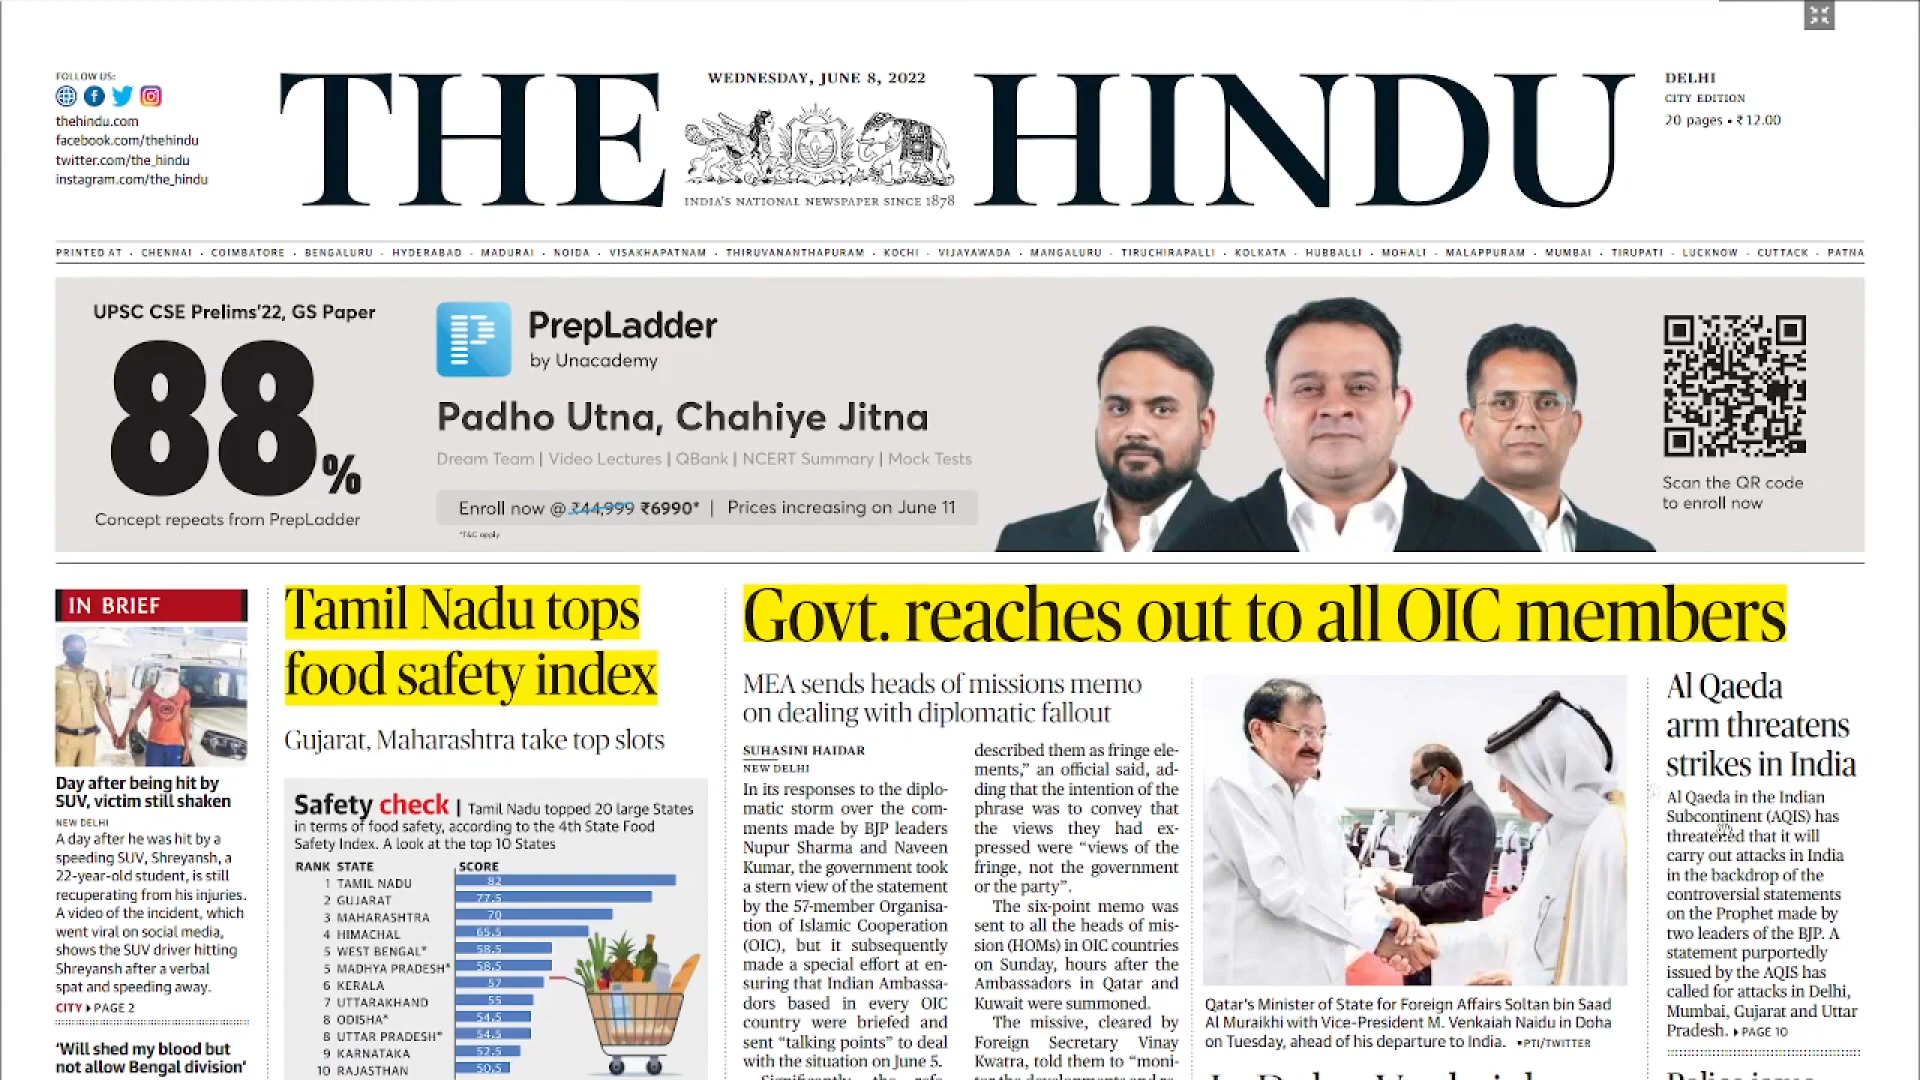 FOLLOW US:
thehindu.com
facebook.com/thehindu
twitter.com/the_hindu
instagram.com/the_hindu
THE HINDU
WEDNESDAY, JUNE 8, 2022
INDIA'S NATIONAL NEWSPAPER SINCE 1878
DELHI
CITY EDITION
20 pages • ₹12.00
PRINTED AT • CHENNAI • COIMBATORE • BENGALURU • HYDERABAD • MADURAI • NOIDA • VISAKHAPATNAM • THIRUVANANTHAPURAM • KOCHI • VIJAYAWADA • MANGALURU • TIRUCHIRAPALLI • KOLKATA • HUBBALLI • MOHALI • MALAPPURAM • MUMBAI • TIRUPATI • LUCKNOW • CUTTACK • PATNA
UPSC CSE Prelims'22, GS Paper
88%
Concept repeats from PrepLadder
PrepLadder
by Unacademy
Padho Utna, Chahiye Jitna
Dream Team | Video Lectures | QBank | NCERT Summary | Mock Tests
Enroll now @ ₹44,999 ₹6990* | Prices increasing on June 11
*T&C apply
Scan the QR code
to enroll now
IN BRIEF
Day after being hit by
SUV, victim still shaken
NEW DELHI
A day after he was hit by a
speeding SUV, Shreyansh, a
22-year-old student, is still
recuperating from his injuries.
A video of the incident, which
went viral on social media,
shows the SUV driver hitting
Shreyansh after a verbal
spat and speeding away.
CITY PAGE 2
'Will shed my blood but
not allow Bengal division'
Tamil Nadu tops
food safety index
Gujarat, Maharashtra take top slots
Safety check | Tamil Nadu topped 20 large States
in terms of food safety, according to the 4th State Food
Safety Index. A look at the top 10 States
RANK STATE SCORE
1 TAMIL NADU 82
2 GUJARAT 77.5
3 MAHARASHTRA 70
4 HIMACHAL 65.5
5 WEST BENGAL* 58.5
5 MADHYA PRADESH* 58.5
6 KERALA 57
7 UTTARAKHAND 55
8 ODISHA* 54.5
8 UTTAR PRADESH* 54.5
9 KARNATAKA 52.5
10 RAJASTHAN 50.5
Govt. reaches out to all OIC members
MEA sends heads of missions memo
on dealing with diplomatic fallout
SUHASINI HAIDAR
NEW DELHI
In its responses to the diplo-
matic storm over the com-
ments made by BJP leaders
Nupur Sharma and Naveen
Kumar, the government took
a stern view of the statement
by the 57-member Organisa-
tion of Islamic Cooperation
(OIC), but it subsequently
made a special effort at en-
suring that Indian Ambassa-
dors based in every OIC
country were briefed and
sent "talking points" to deal
with the situation on June 5.
described them as fringe ele-
ments," an official said, ad-
ding that the intention of the
phrase was to convey that
the views they had ex-
pressed were "views of the
fringe, not the government
or the party".
The six-point memo was
sent to all the heads of mis-
sion (HOMs) in OIC countries
on Sunday, hours after the
Ambassadors in Qatar and
Kuwait were summoned.
The missive, cleared by
Foreign Secretary Vinay
Kwatra, told them to "moni-
Qatar's Minister of State for Foreign Affairs Soltan bin Saad
Al Muraikhi with Vice-President M. Venkaiah Naidu in Doha
on Tuesday, ahead of his departure to India. •PTI/TWITTER
Al Qaeda
arm threatens
strikes in India
Al Qaeda in the Indian
Subcontinent (AQIS) has
threatened that it will
carry out attacks in India
in the backdrop of the
controversial statements
on the Prophet made by
two leaders of the BJP. A
statement purportedly
issued by the AQIS has
called for attacks in Delhi,
Mumbai, Gujarat and Uttar
Pradesh. PAGE 10